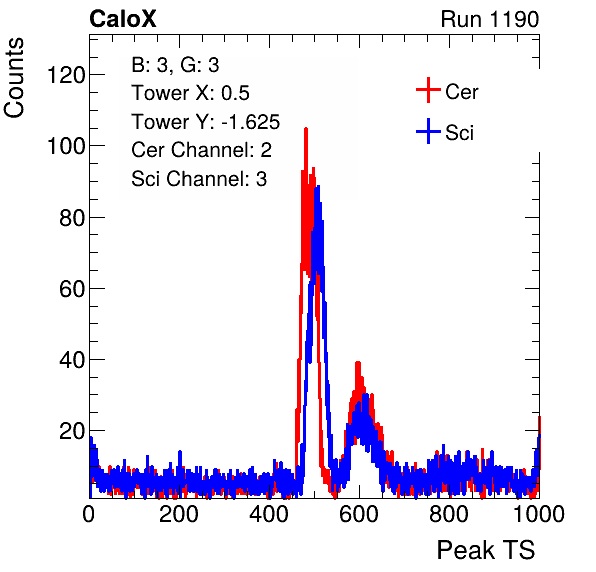 CaloX Run 1190
Counts
B: 3, G: 3
Tower X: 0.5
Tower Y: -1.625
Cer Channel: 2
Sci Channel: 3
Cer
Sci
120
100
80
60
40
20
0 200 400 600 800 1000
Peak TS